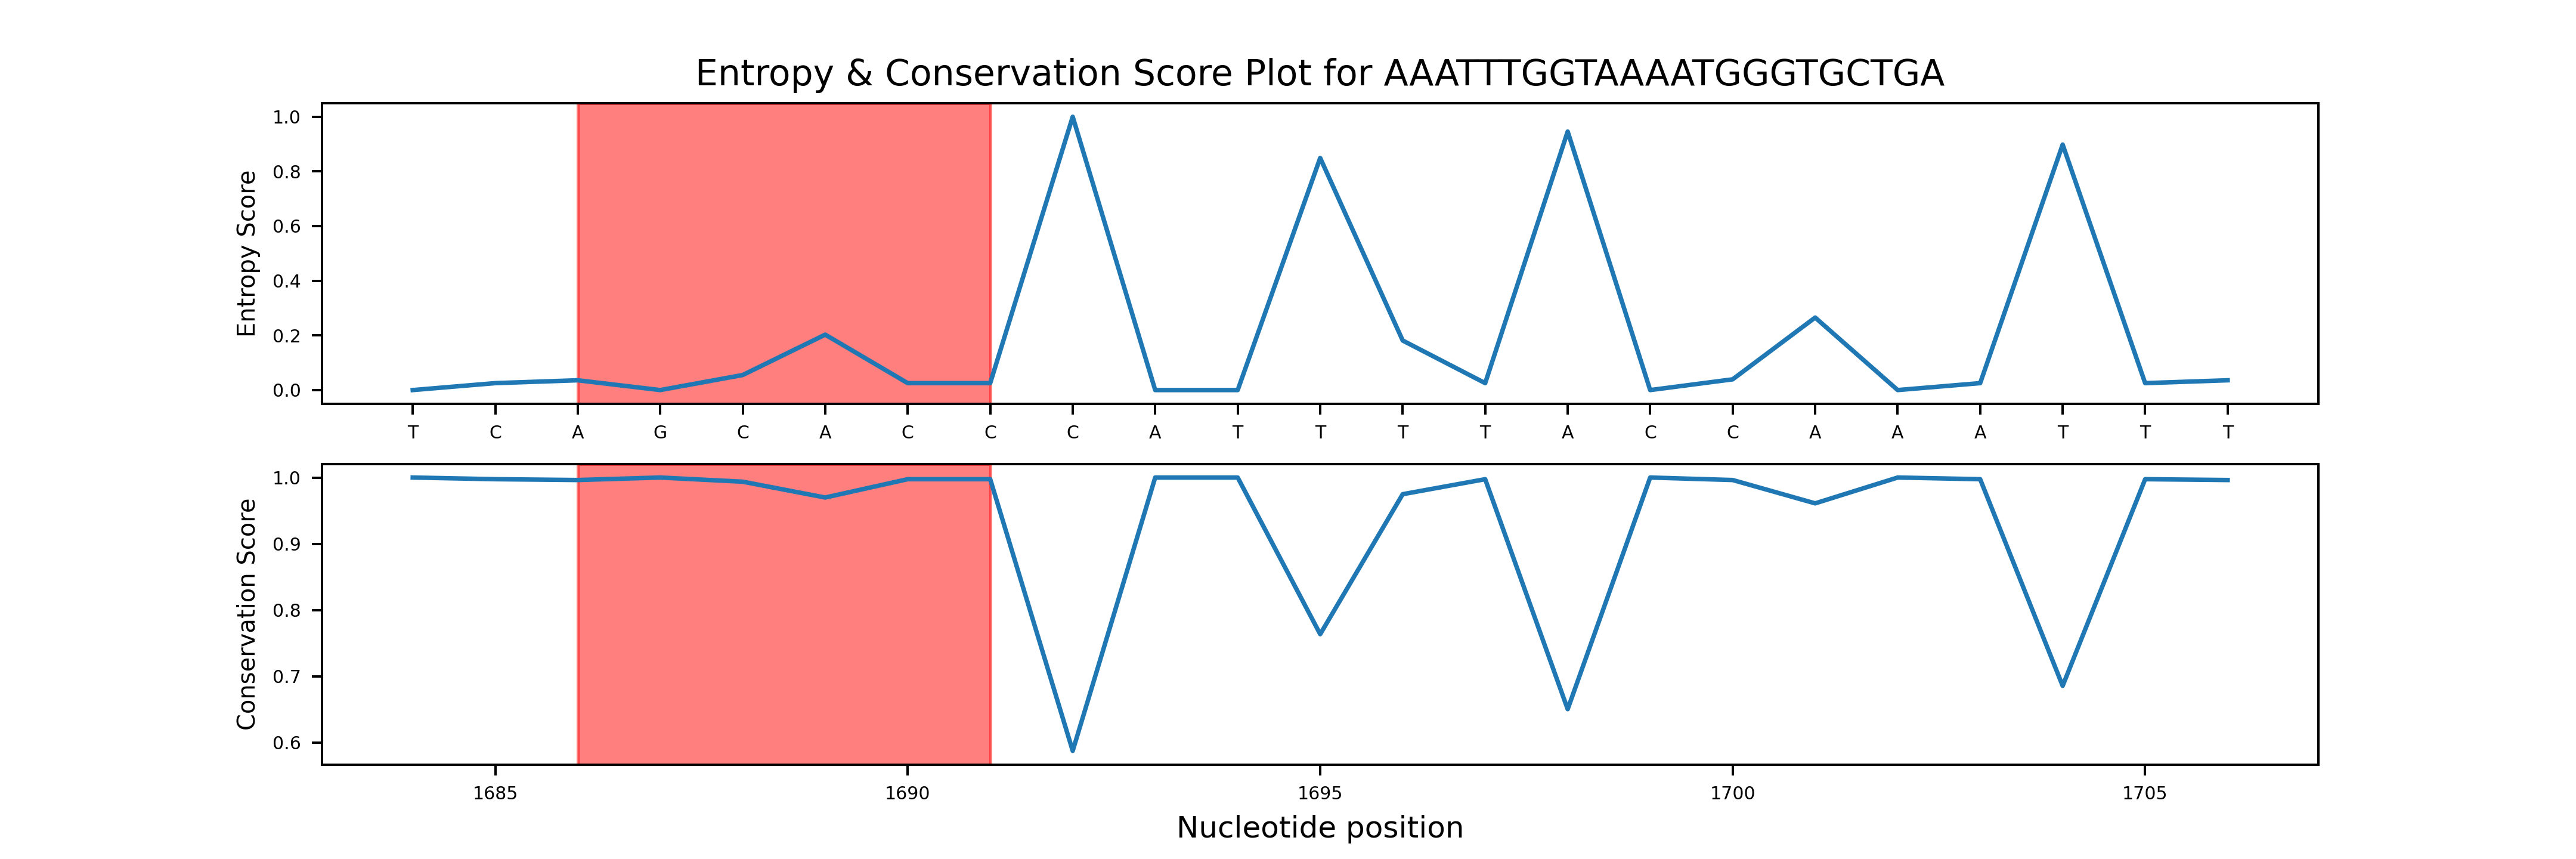 Entropy & Conservation Score Plot for AAATTTGGTAAAATGGGTGCTGA
Entropy Score
1.0
0.8
0.6
0.4
0.2
0.0
T C A G C A C C C A T T T T A C C A A A T T T
Conservation Score
1.0
0.9
0.8
0.7
0.6
1685 1690 1695 1700 1705
Nucleotide position